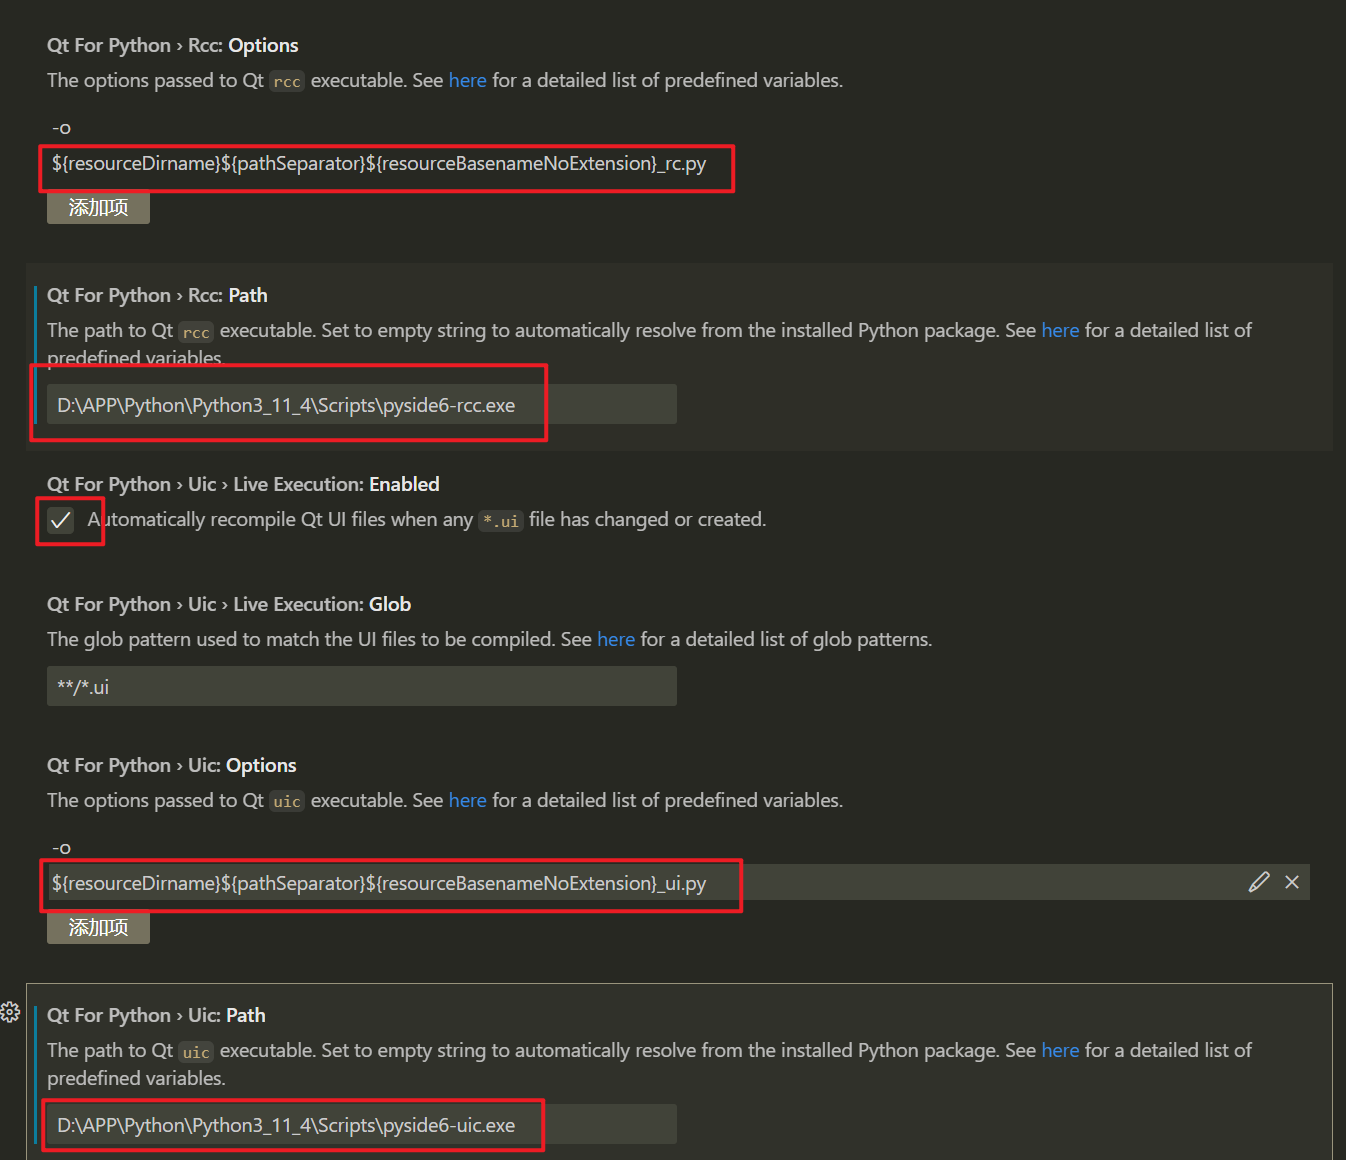 Qt For Python › Rcc: Options
The options passed to Qt rcc executable. See here for a detailed list of predefined variables.
-o
${resourceDirname}${pathSeparator}${resourceBasenameNoExtension}_rc.py
添加项
Qt For Python › Rcc: Path
The path to Qt rcc executable. Set to empty string to automatically resolve from the installed Python package. See here for a detailed list of
predefined variables.
D:\APP\Python\Python3_11_4\Scripts\pyside6-rcc.exe
Qt For Python › Uic › Live Execution: Enabled
Automatically recompile Qt UI files when any *.ui file has changed or created.
Qt For Python › Uic › Live Execution: Glob
The glob pattern used to match the UI files to be compiled. See here for a detailed list of glob patterns.
**/*.ui
Qt For Python › Uic: Options
The options passed to Qt uic executable. See here for a detailed list of predefined variables.
-o
${resourceDirname}${pathSeparator}${resourceBasenameNoExtension}_ui.py
添加项
Qt For Python › Uic: Path
The path to Qt uic executable. Set to empty string to automatically resolve from the installed Python package. See here for a detailed list of
predefined variables.
D:\APP\Python\Python3_11_4\Scripts\pyside6-uic.exe